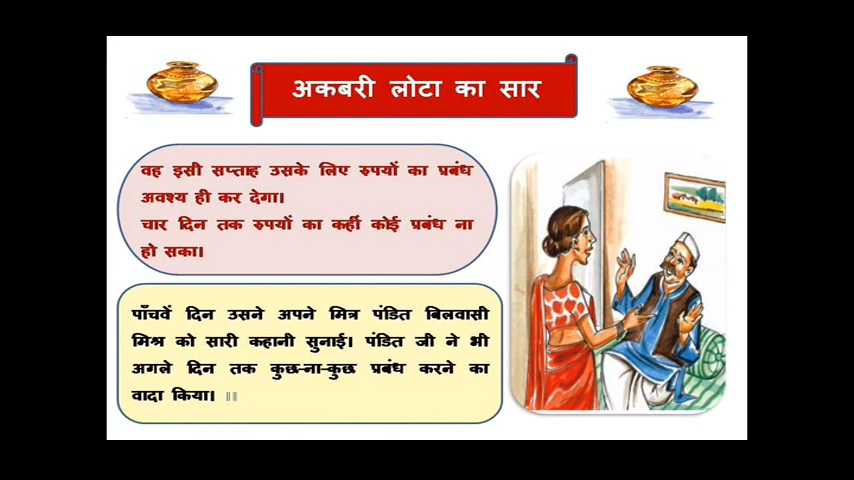 अकबरी लोटा का सार
वह इसी सप्ताह उसके लिए रुपयों का प्रबंध
अवश्य ही कर देगा।
चार दिन तक रुपयों का कहीं कोई प्रबंध ना
हो सका।
पाँचवें दिन उसने अपने मित्र पंडित बिलवासी
मिश्र को सारी कहानी सुनाई। पंडित जी ने भी
अगले दिन तक कुछ-ना-कुछ प्रबंध करने का
वादा किया।